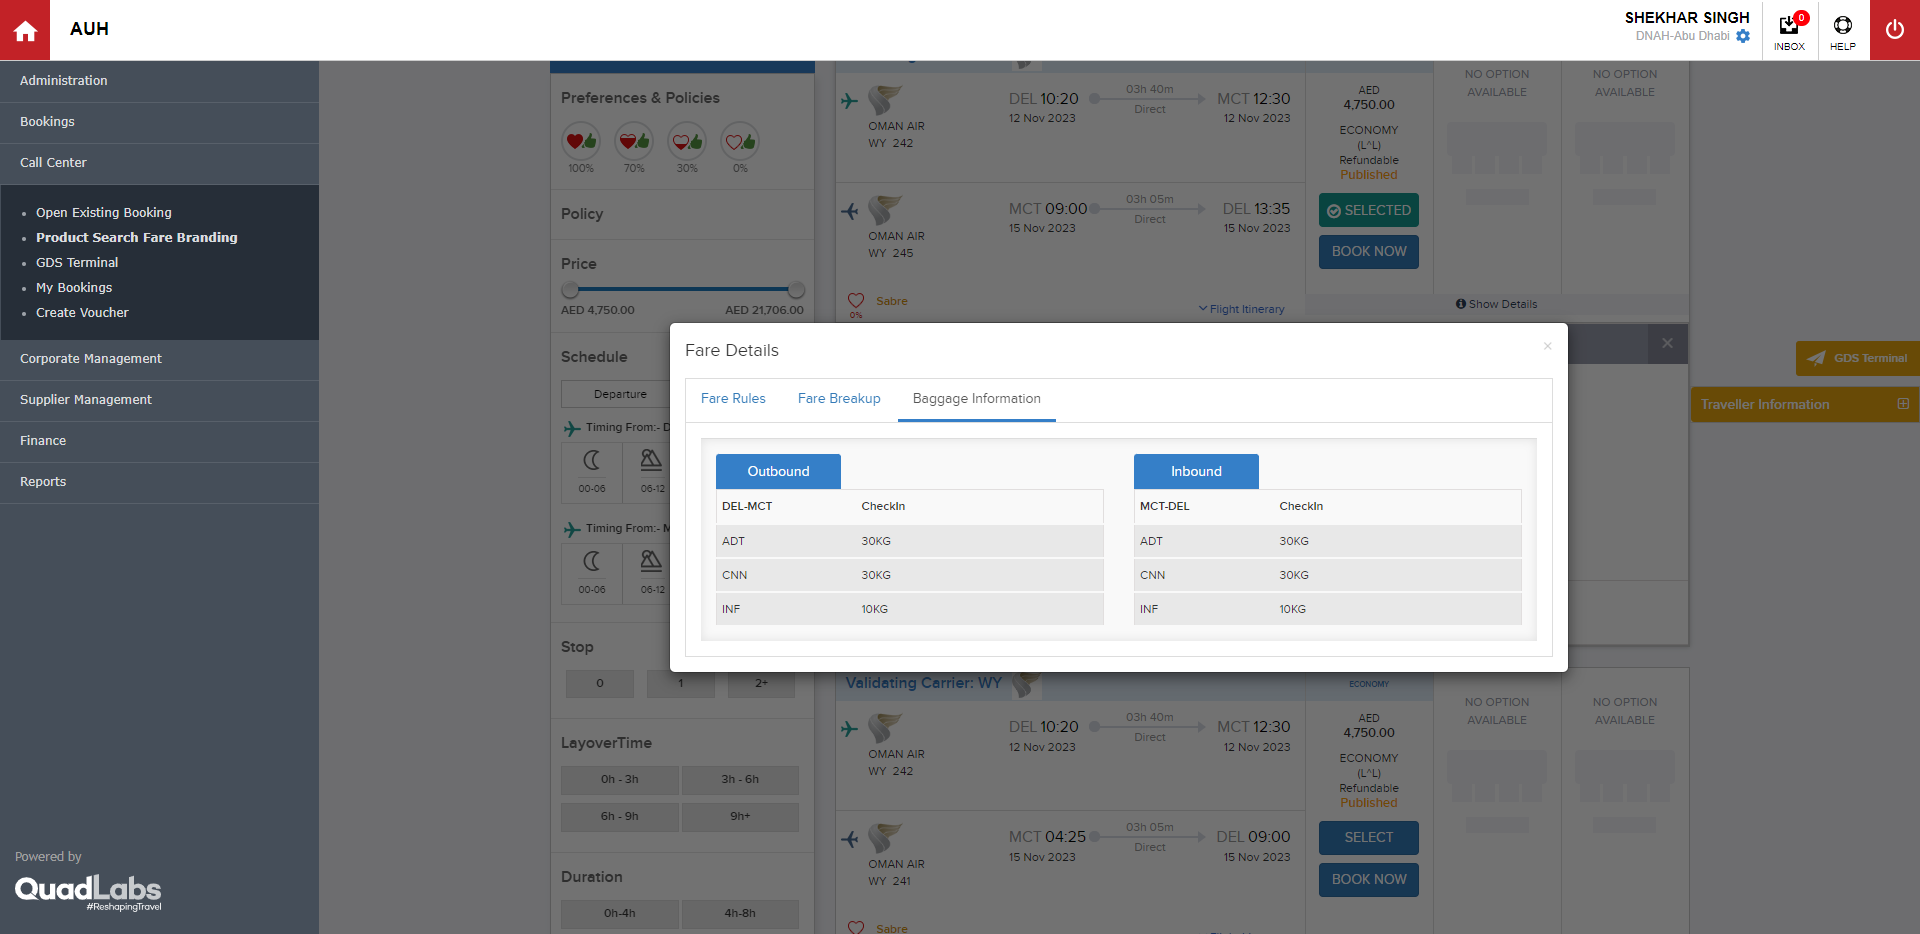 AUH
SHEKHAR SINGH
DNAH-Abu Dhabi
0
INBOX
HELP
Administration
Bookings
Call Center
Open Existing Booking
Product Search Fare Branding
GDS Terminal
My Bookings
Create Voucher
Corporate Management
Supplier Management
Finance
Reports
Powered by
QuadLabs
#ReshapingTravel
Preferences & Policies
100% 70% 30% 0%
Policy
Price
AED 4,750.00 AED 21,706.00
Schedule
Departure
Timing From:- D
00-06 06-12
Timing From:- M
00-06 06-12
Stop
0 1 2+
LayoverTime
0h - 3h 3h - 6h
6h - 9h 9h+
Duration
0h-4h 4h-8h
OMAN AIR
WY 242
DEL 10:20
12 Nov 2023
03h 40m
Direct
MCT 12:30
12 Nov 2023
OMAN AIR
WY 245
MCT 09:00
15 Nov 2023
03h 05m
Direct
DEL 13:35
15 Nov 2023
0%
Sabre
Flight Itinerary
AED
4,750.00
ECONOMY
(L^L)
Refundable
Published
SELECTED
BOOK NOW
NO OPTION
AVAILABLE
NO OPTION
AVAILABLE
Show Details
GDS Terminal
Traveller Information
Fare Details
×
Fare Rules Fare Breakup Baggage Information
Outbound
DEL-MCT CheckIn
ADT 30KG
CNN 30KG
INF 10KG
Inbound
MCT-DEL CheckIn
ADT 30KG
CNN 30KG
INF 10KG
Validating Carrier: WY
ECONOMY
OMAN AIR
WY 242
DEL 10:20
12 Nov 2023
03h 40m
Direct
MCT 12:30
12 Nov 2023
OMAN AIR
WY 241
MCT 04:25
15 Nov 2023
03h 05m
Direct
DEL 09:00
15 Nov 2023
Sabre
AED
4,750.00
ECONOMY
(L^L)
Refundable
Published
SELECT
BOOK NOW
NO OPTION
AVAILABLE
NO OPTION
AVAILABLE